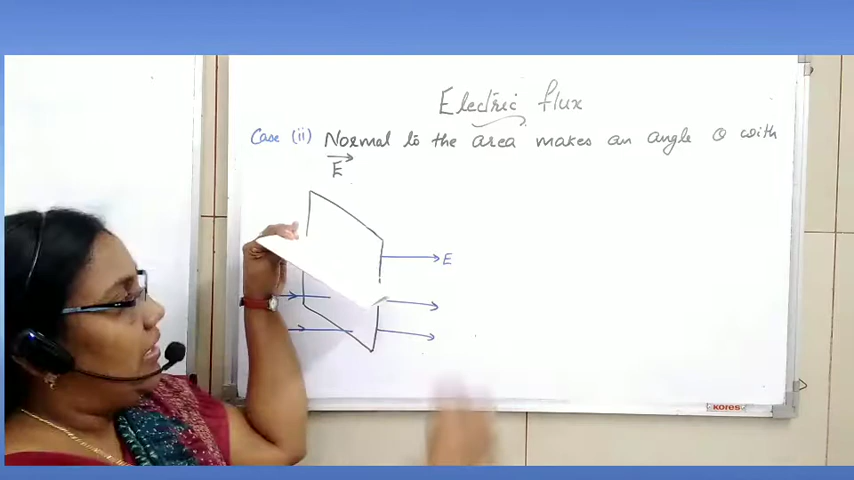 Electric flux
Case (ii) Normal to the area makes an angle θ with
E
E
KORES